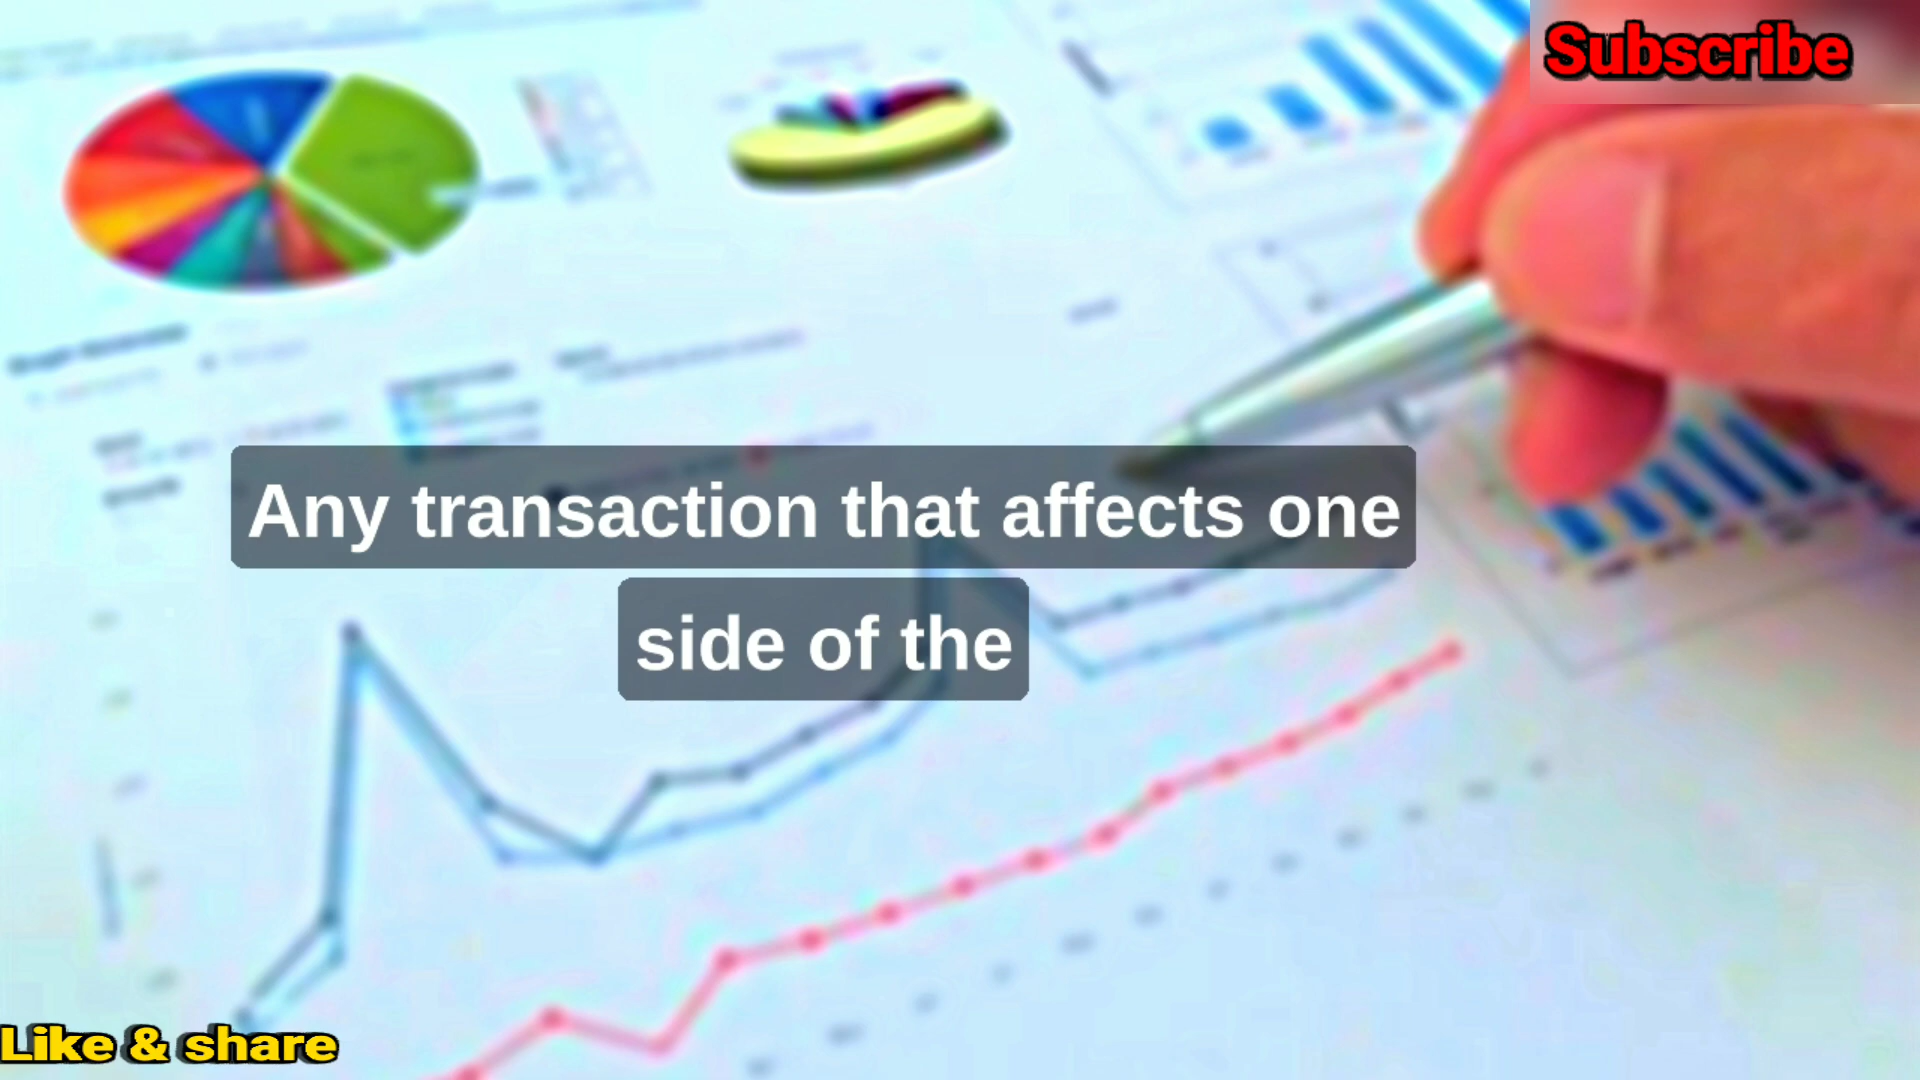 Subscribe
Any transaction that affects one
side of the
Like & share